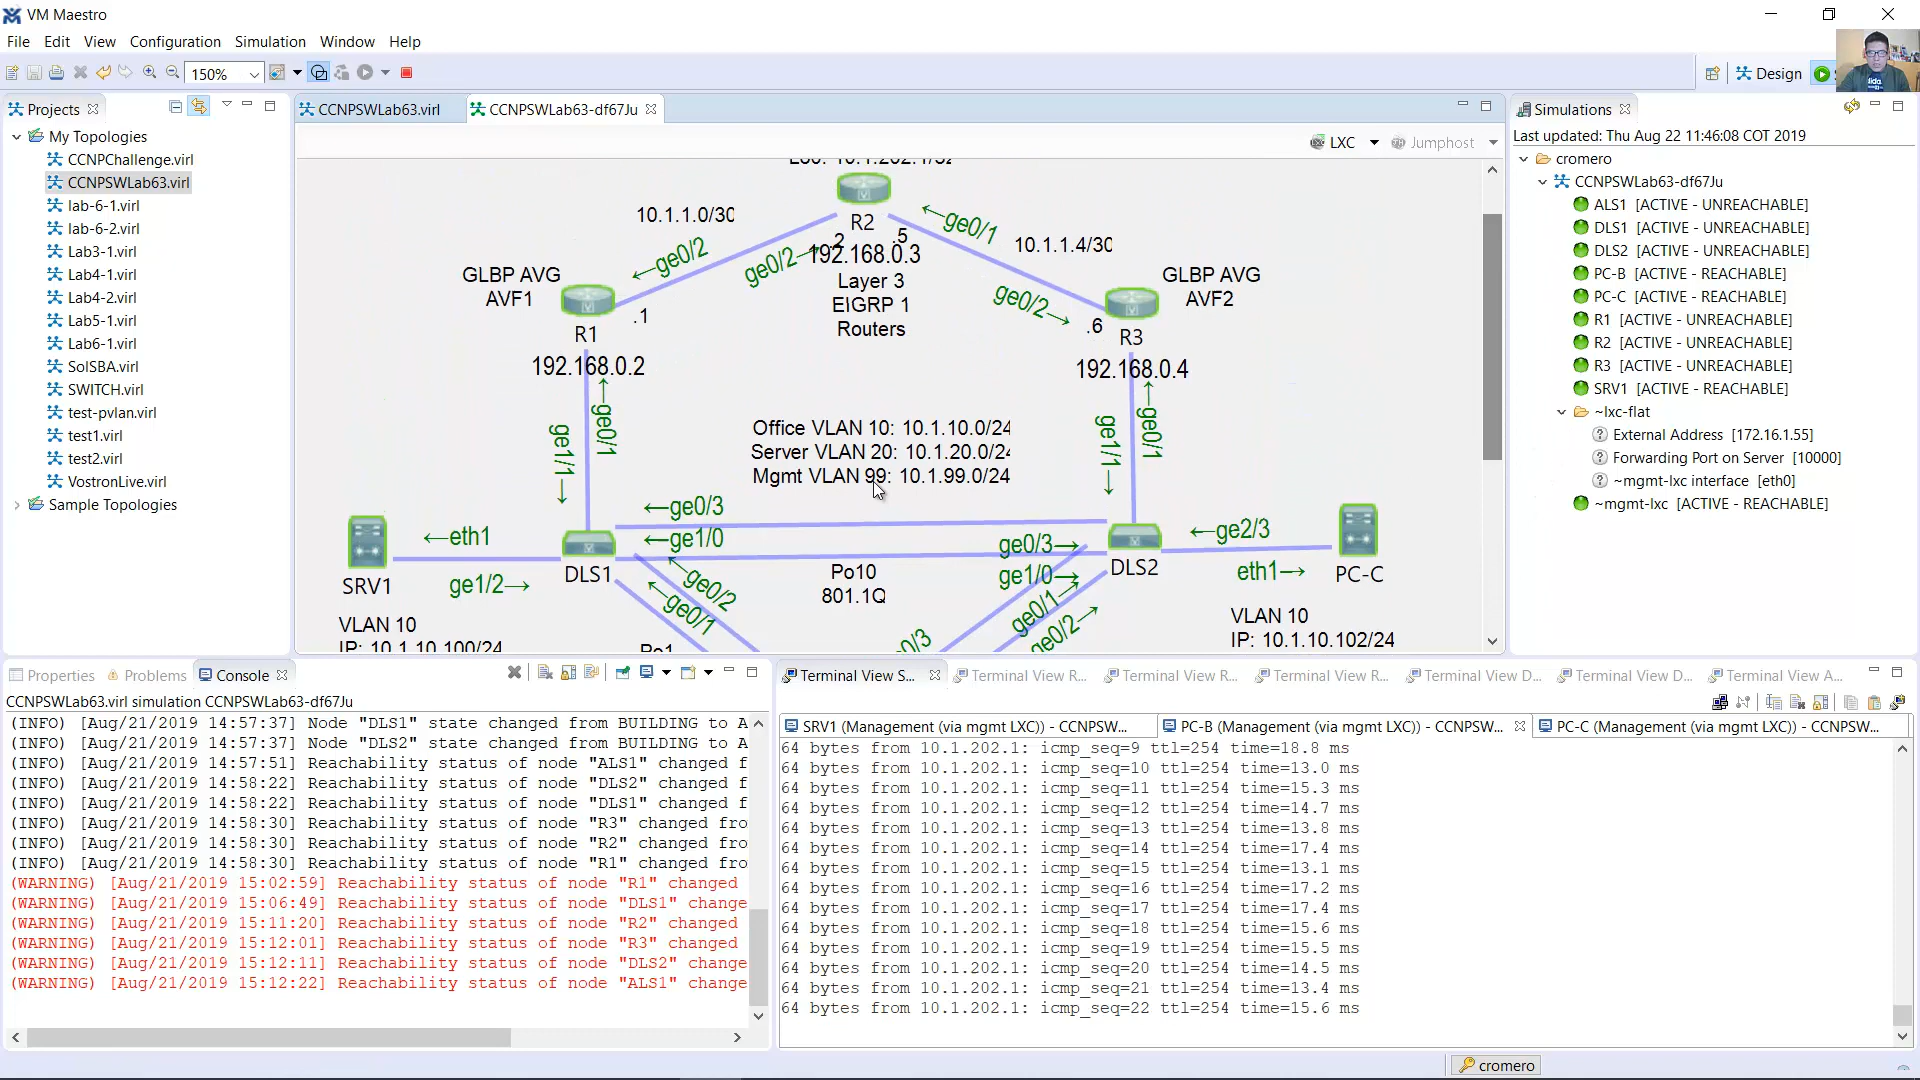 VM Maestro
File Edit View Configuration Simulation Window Help
150%
Design
Projects
My Topologies
CCNPChallenge.virl
CCNPSWLab63.virl
lab-6-1.virl
lab-6-2.virl
Lab3-1.virl
Lab4-1.virl
Lab4-2.virl
Lab5-1.virl
Lab6-1.virl
SolSBA.virl
SWITCH.virl
test-pvlan.virl
test1.virl
test2.virl
VostronLive.virl
Sample Topologies
CCNPSWLab63.virl
CCNPSWLab63-df67Ju
LXC
Jumphost
R2
10.1.1.0/30
←ge0/2
ge0/2→
.2
.5
←ge0/1
10.1.1.4/30
192.168.0.3
Layer 3
EIGRP 1
Routers
GLBP AVG
AVF1
R1
.1
192.168.0.2
ge0/2→
.6
GLBP AVG
AVF2
R3
192.168.0.4
←ge0/1
ge1/1→
←ge0/1
ge1/1→
Office VLAN 10: 10.1.10.0/24
Server VLAN 20: 10.1.20.0/24
Mgmt VLAN 99: 10.1.99.0/24
←ge0/3
←ge1/0
ge0/3→
ge1/0→
←eth1
SRV1
ge1/2→
DLS1
Po10
801.1Q
DLS2
←ge2/3
eth1→
PC-C
←ge0/2
←ge0/1
ge0/1→
ge0/2→
VLAN 10
IP: 10.1.10.100/24
VLAN 10
IP: 10.1.10.102/24
Po1
Simulations
Last updated: Thu Aug 22 11:46:08 COT 2019
cromero
CCNPSWLab63-df67Ju
ALS1 [ACTIVE - UNREACHABLE]
DLS1 [ACTIVE - UNREACHABLE]
DLS2 [ACTIVE - UNREACHABLE]
PC-B [ACTIVE - REACHABLE]
PC-C [ACTIVE - REACHABLE]
R1 [ACTIVE - UNREACHABLE]
R2 [ACTIVE - UNREACHABLE]
R3 [ACTIVE - UNREACHABLE]
SRV1 [ACTIVE - REACHABLE]
~lxc-flat
External Address [172.16.1.55]
Forwarding Port on Server [10000]
~mgmt-lxc interface [eth0]
~mgmt-lxc [ACTIVE - REACHABLE]
Properties Problems Console
CCNPSWLab63.virl simulation CCNPSWLab63-df67Ju
(INFO) [Aug/21/2019 14:57:37] Node "DLS1" state changed from BUILDING to A
(INFO) [Aug/21/2019 14:57:37] Node "DLS2" state changed from BUILDING to A
(INFO) [Aug/21/2019 14:57:51] Reachability status of node "ALS1" changed f
(INFO) [Aug/21/2019 14:58:22] Reachability status of node "DLS2" changed f
(INFO) [Aug/21/2019 14:58:22] Reachability status of node "DLS1" changed f
(INFO) [Aug/21/2019 14:58:30] Reachability status of node "R3" changed fro
(INFO) [Aug/21/2019 14:58:30] Reachability status of node "R2" changed fro
(INFO) [Aug/21/2019 14:58:30] Reachability status of node "R1" changed fro
(WARNING) [Aug/21/2019 15:02:59] Reachability status of node "R1" changed
(WARNING) [Aug/21/2019 15:06:49] Reachability status of node "DLS1" change
(WARNING) [Aug/21/2019 15:11:20] Reachability status of node "R2" changed
(WARNING) [Aug/21/2019 15:12:01] Reachability status of node "R3" changed
(WARNING) [Aug/21/2019 15:12:11] Reachability status of node "DLS2" change
(WARNING) [Aug/21/2019 15:12:22] Reachability status of node "ALS1" change
Terminal View S... Terminal View R... Terminal View R... Terminal View R... Terminal View D... Terminal View D... Terminal View A...
SRV1 (Management (via mgmt LXC)) - CCNPSW... PC-B (Management (via mgmt LXC)) - CCNPSW... PC-C (Management (via mgmt LXC)) - CCNPSW...
64 bytes from 10.1.202.1: icmp_seq=9 ttl=254 time=18.8 ms
64 bytes from 10.1.202.1: icmp_seq=10 ttl=254 time=13.0 ms
64 bytes from 10.1.202.1: icmp_seq=11 ttl=254 time=15.3 ms
64 bytes from 10.1.202.1: icmp_seq=12 ttl=254 time=14.7 ms
64 bytes from 10.1.202.1: icmp_seq=13 ttl=254 time=13.8 ms
64 bytes from 10.1.202.1: icmp_seq=14 ttl=254 time=17.4 ms
64 bytes from 10.1.202.1: icmp_seq=15 ttl=254 time=13.1 ms
64 bytes from 10.1.202.1: icmp_seq=16 ttl=254 time=17.2 ms
64 bytes from 10.1.202.1: icmp_seq=17 ttl=254 time=17.4 ms
64 bytes from 10.1.202.1: icmp_seq=18 ttl=254 time=15.6 ms
64 bytes from 10.1.202.1: icmp_seq=19 ttl=254 time=15.5 ms
64 bytes from 10.1.202.1: icmp_seq=20 ttl=254 time=14.5 ms
64 bytes from 10.1.202.1: icmp_seq=21 ttl=254 time=13.4 ms
64 bytes from 10.1.202.1: icmp_seq=22 ttl=254 time=15.6 ms
cromero